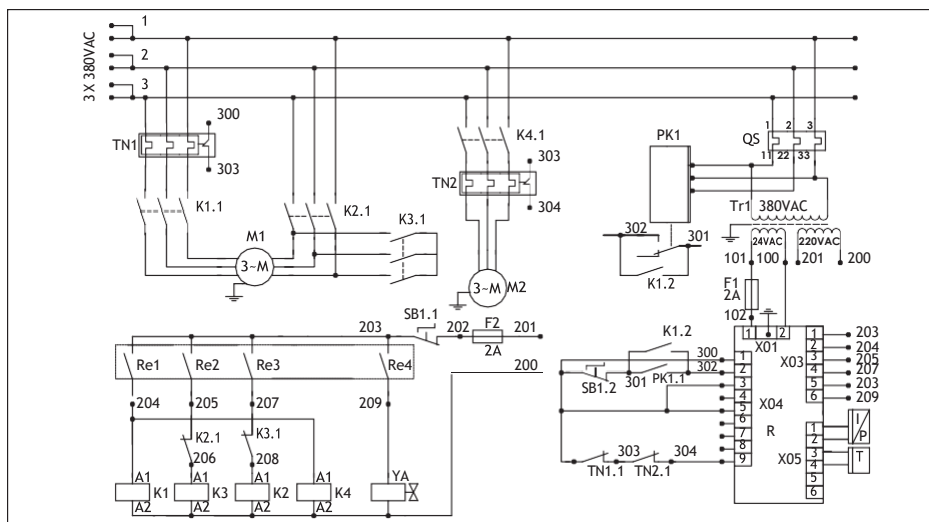 1
2
3
3 X 380VAC
300
TN1
303
K1.1
M1
3~M
K2.1
K3.1
K4.1
303
TN2
304
3~M
M2
PK1
1 2 3
QS
11 22 33
Tr1 380VAC
302
301
K1.2
24VAC 220VAC
101 100 201 200
F1
2A
102
203
SB1.1
202
F2
2A
201
200
Re1
Re2
Re3
Re4
204
205
207
209
K2.1
206
K3.1
208
A1
K1
A2
A1
K3
A2
A1
K2
A2
A1
K4
A2
YA
K1.2
300
302
SB1.2
301
PK1.1
303
304
TN1.1
TN2.1
1 2
X01
X03
1
2
3
4
5
6
203
204
205
207
203
209
X04
1
2
3
4
5
6
7
8
9
R
X05
1
2
3
4
5
6
I/P
T